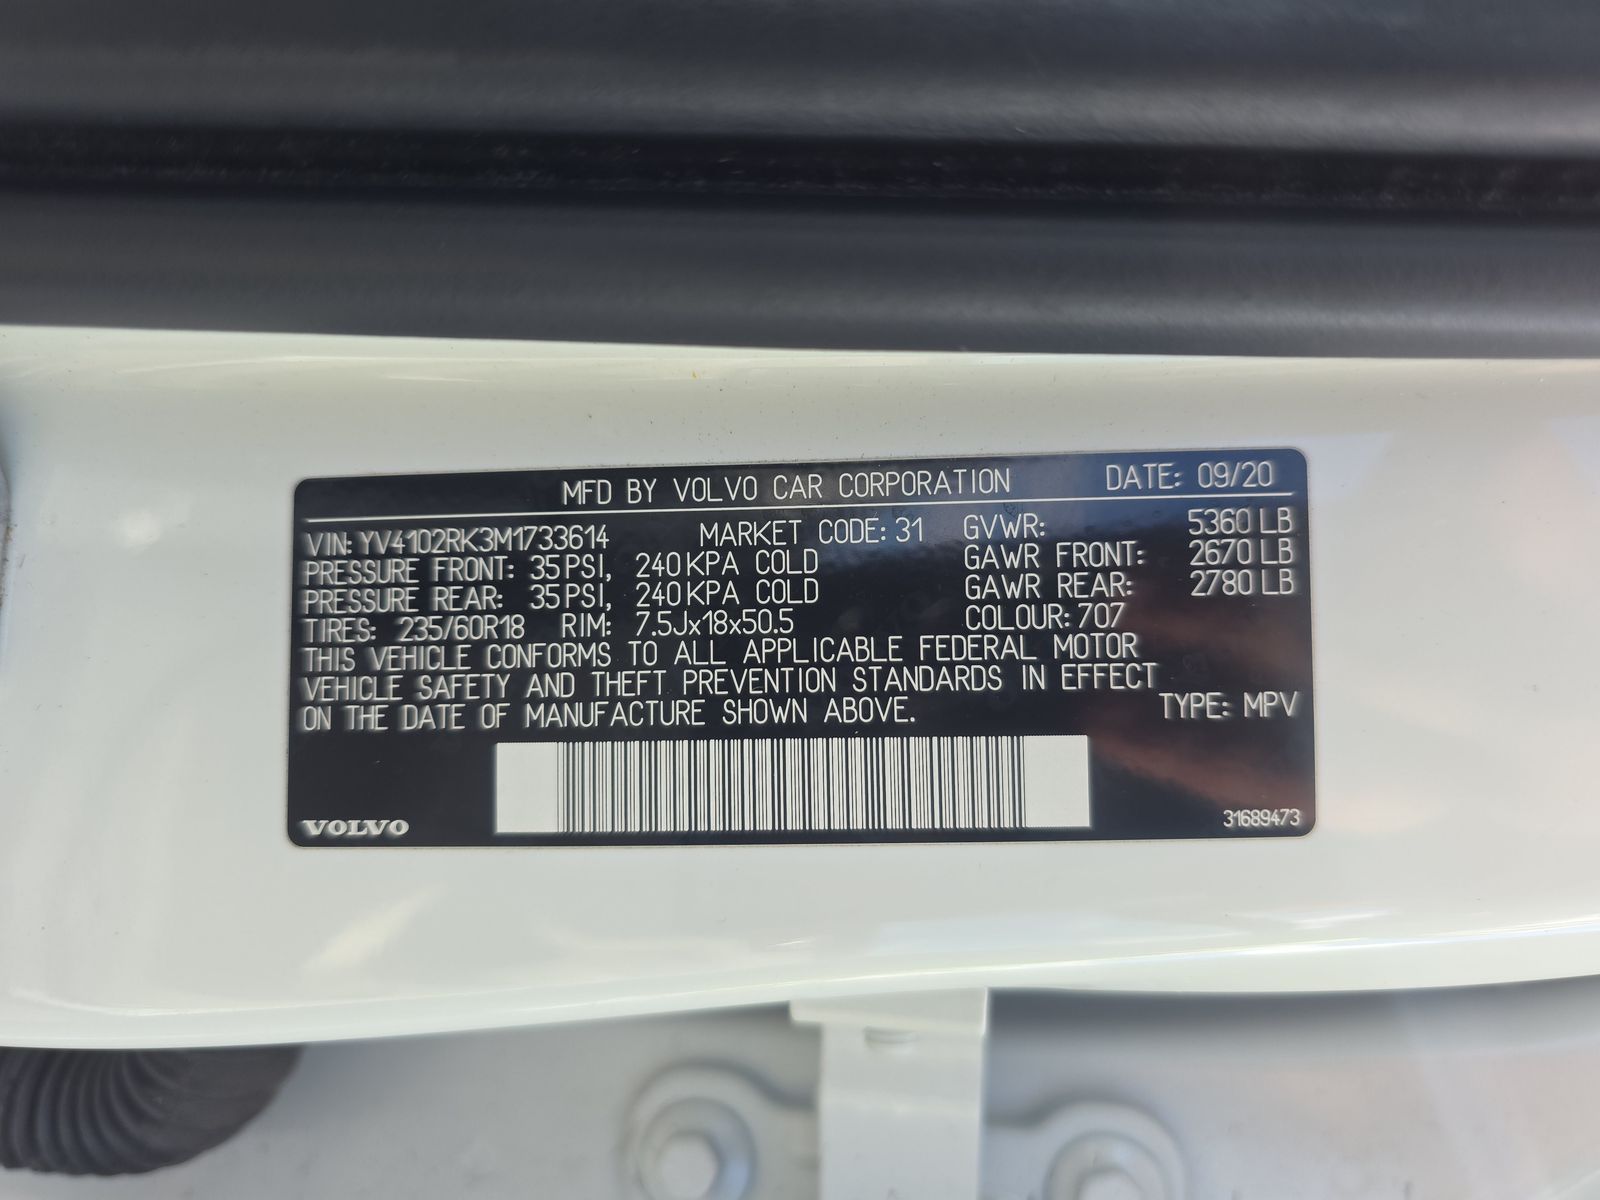 MFD BY VOLVO CAR CORPORATION DATE: 09/20
VIN: YV4102RK3M1733614 MARKET CODE: 31 GVWR: 5360 LB
PRESSURE FRONT: 35 PSI, 240 KPA COLD GAWR FRONT: 2670 LB
PRESSURE REAR: 35 PSI, 240 KPA COLD GAWR REAR: 2780 LB
TIRES: 235/60R18 RIM: 7.5Jx18x50.5 COLOUR: 707
THIS VEHICLE CONFORMS TO ALL APPLICABLE FEDERAL MOTOR
VEHICLE SAFETY AND THEFT PREVENTION STANDARDS IN EFFECT
ON THE DATE OF MANUFACTURE SHOWN ABOVE. TYPE: MPV
VOLVO 31689473